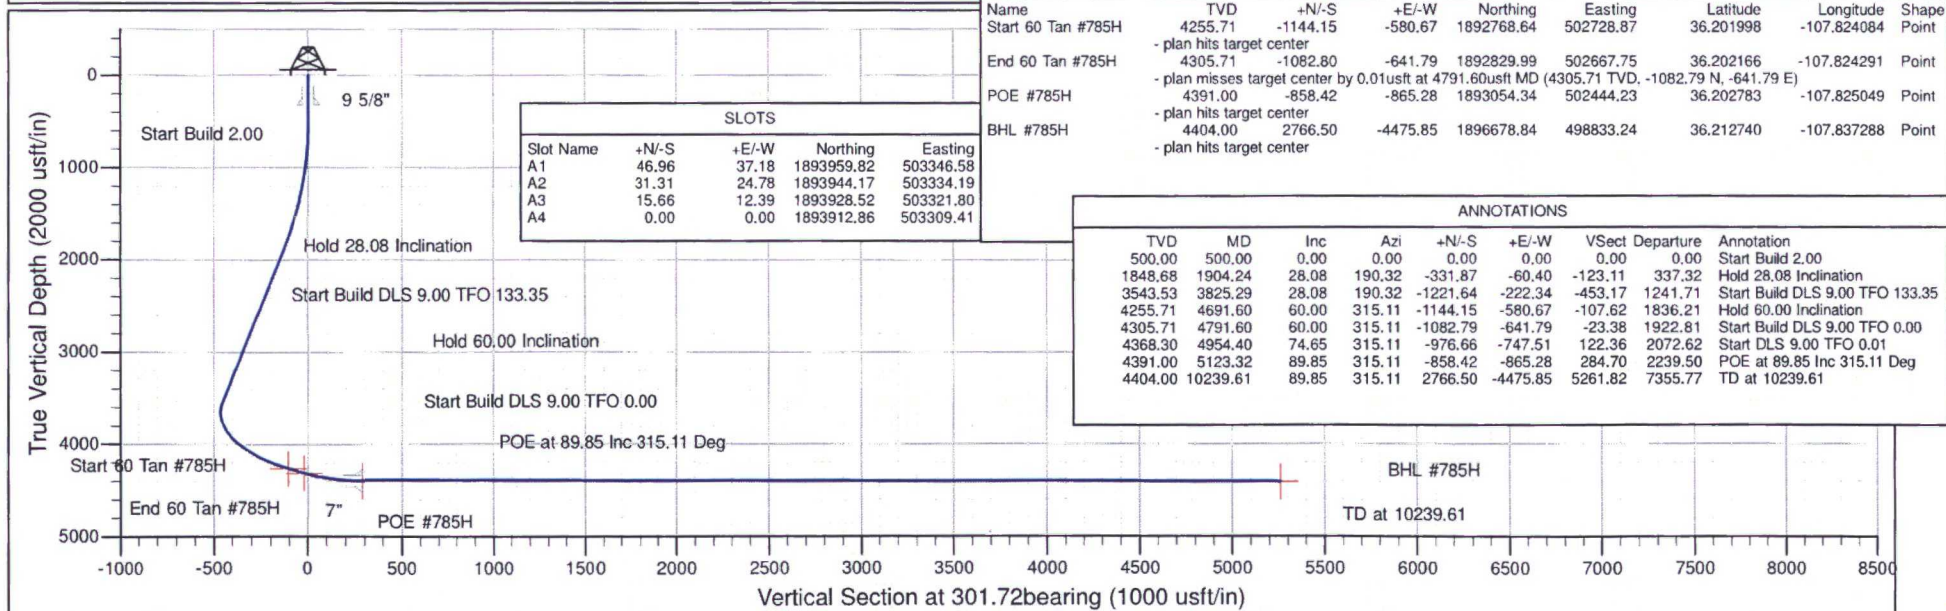 Name TVD +N/-S +E/-W Northing Easting Latitude Longitude Shape
Start 60 Tan #785H 4255.71 -1144.15 -580.67 1892768.64 502728.87 36.201998 -107.824084 Point
- plan hits target center
End 60 Tan #785H 4305.71 -1082.80 -641.79 1892829.99 502667.75 36.202166 -107.824291 Point
- plan misses target center by 0.01usft at 4791.60usft MD (4305.71 TVD, -1082.79 N, -641.79 E)
POE #785H 4391.00 -858.42 -865.28 1893054.34 502444.23 36.202783 -107.825049 Point
- plan hits target center
BHL #785H 4404.00 2766.50 -4475.85 1896678.84 498833.24 36.212740 -107.837288 Point
- plan hits target center
SLOTS
Slot Name +N/-S +E/-W Northing Easting
A1 46.96 37.18 1893959.82 503346.58
A2 31.31 24.78 1893944.17 503334.19
A3 15.66 12.39 1893928.52 503321.80
A4 0.00 0.00 1893912.86 503309.41
ANNOTATIONS
TVD MD Inc Azi +N/-S +E/-W VSect Departure Annotation
500.00 500.00 0.00 0.00 0.00 0.00 0.00 0.00 Start Build 2.00
1848.68 1904.24 28.08 190.32 -331.87 -60.40 -123.11 337.32 Hold 28.08 Inclination
3543.53 3825.29 28.08 190.32 -1221.64 -222.34 -453.17 1241.71 Start Build DLS 9.00 TFO 133.35
4255.71 4691.60 60.00 315.11 -1144.15 -580.67 -107.62 1836.21 Hold 60.00 Inclination
4305.71 4791.60 60.00 315.11 -1082.79 -641.79 -23.38 1922.81 Start Build DLS 9.00 TFO 0.00
4368.30 4954.40 74.65 315.11 -976.66 -747.51 122.36 2072.62 Start DLS 9.00 TFO 0.01
4391.00 5123.32 89.85 315.11 -858.42 -865.28 284.70 2239.50 POE at 89.85 Inc 315.11 Deg
4404.00 10239.61 89.85 315.11 2766.50 -4475.85 5261.82 7355.77 TD at 10239.61
True Vertical Depth (2000 usft/in)
0
1000
2000
3000
4000
5000
9 5/8"
Start Build 2.00
Hold 28.08 Inclination
Start Build DLS 9.00 TFO 133.35
Hold 60.00 Inclination
Start Build DLS 9.00 TFO 0.00
POE at 89.85 Inc 315.11 Deg
Start 60 Tan #785H
BHL #785H
End 60 Tan #785H
7"
POE #785H
TD at 10239.61
-1000 -500 0 500 1000 1500 2000 2500 3000 3500 4000 4500 5000 5500 6000 6500 7000 7500 8000 8500
Vertical Section at 301.72bearing (1000 usft/in)